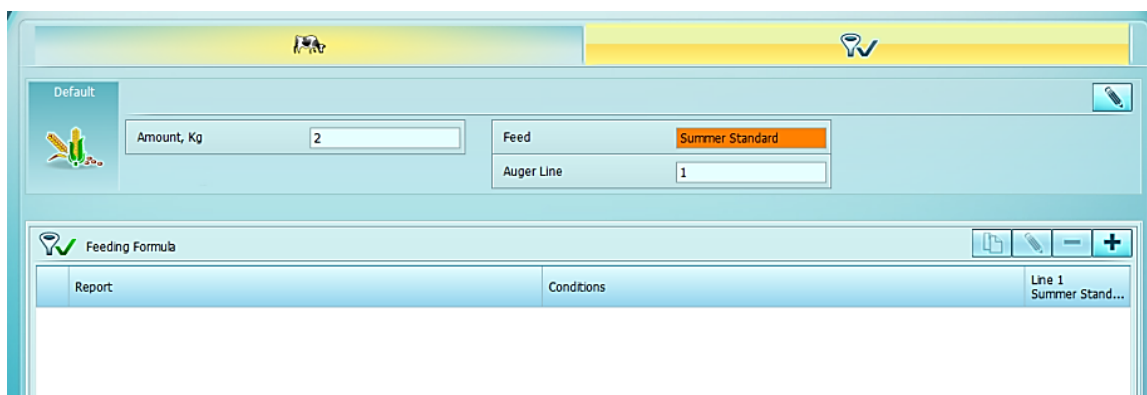 Default
Amount, Kg 2
Feed Summer Standard
Auger Line 1
Feeding Formula
Report Conditions Line 1
Summer Stand...